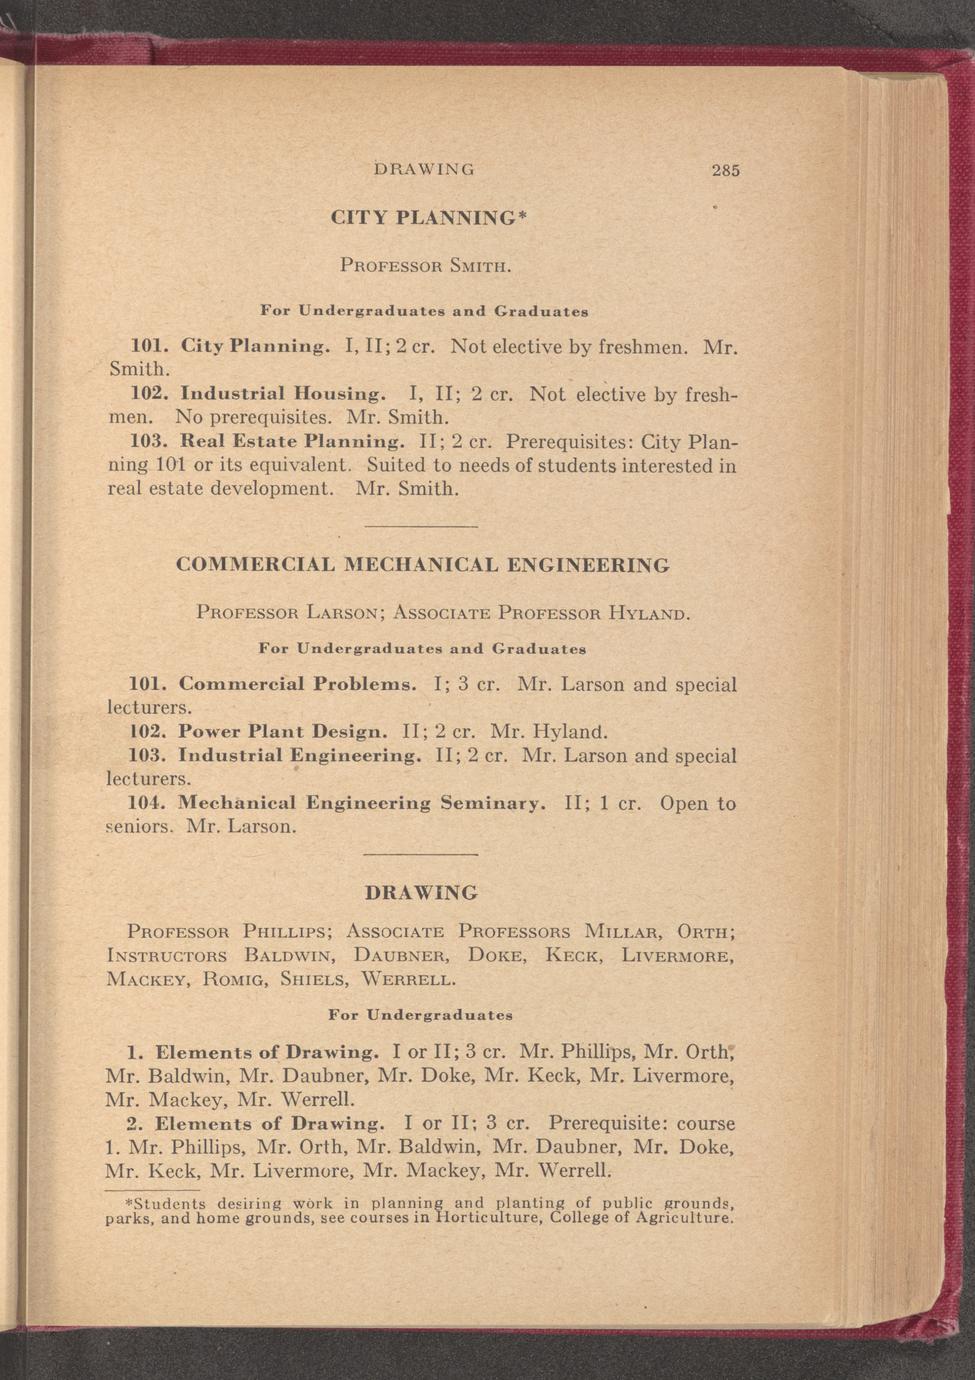 DRAWING 285
CITY PLANNING*
PROFESSOR SMITH.
For Undergraduates and Graduates
101. City Planning. I, II; 2 cr. Not elective by freshmen. Mr.
Smith.
102. Industrial Housing. I, II; 2 cr. Not elective by fresh-
men. No prerequisites. Mr. Smith.
103. Real Estate Planning. II; 2 cr. Prerequisites: City Plan-
ning 101 or its equivalent. Suited to needs of students interested in
real estate development. Mr. Smith.
COMMERCIAL MECHANICAL ENGINEERING
PROFESSOR LARSON; ASSOCIATE PROFESSOR HYLAND.
For Undergraduates and Graduates
101. Commercial Problems. I; 3 cr. Mr. Larson and special
lecturers.
102. Power Plant Design. II; 2 cr. Mr. Hyland.
103. Industrial Engineering. II; 2 cr. Mr. Larson and special
lecturers.
104. Mechanical Engineering Seminary. II; 1 cr. Open to
seniors. Mr. Larson.
DRAWING
PROFESSOR PHILLIPS; ASSOCIATE PROFESSORS MILLAR, ORTH;
INSTRUCTORS BALDWIN, DAUBNER, DOKE, KECK, LIVERMORE,
MACKEY, ROMIG, SHIELS, WERRELL.
For Undergraduates
1. Elements of Drawing. I or II; 3 cr. Mr. Phillips, Mr. Orth,
Mr. Baldwin, Mr. Daubner, Mr. Doke, Mr. Keck, Mr. Livermore,
Mr. Mackey, Mr. Werrell.
2. Elements of Drawing. I or II; 3 cr. Prerequisite: course
1. Mr. Phillips, Mr. Orth, Mr. Baldwin, Mr. Daubner, Mr. Doke,
Mr. Keck, Mr. Livermore, Mr. Mackey, Mr. Werrell.
*Students desiring work in planning and planting of public grounds,
parks, and home grounds, see courses in Horticulture, College of Agriculture.